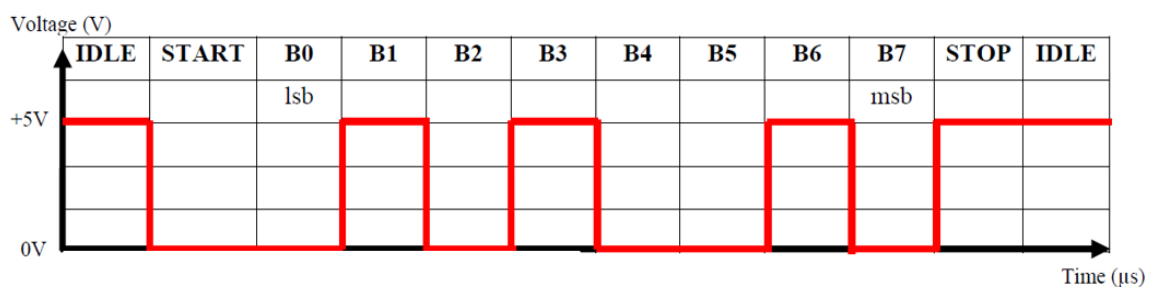 Voltage (V)
IDLE START B0 B1 B2 B3 B4 B5 B6 B7 STOP IDLE
lsb msb
+5V
0V
Time (µs)